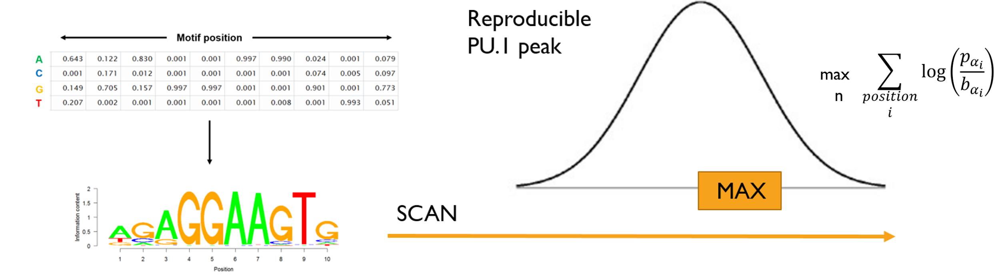 Motif position
A 0.643 0.122 0.830 0.001 0.001 0.997 0.990 0.024 0.001 0.079
C 0.001 0.171 0.012 0.001 0.001 0.001 0.001 0.074 0.005 0.097
G 0.149 0.705 0.157 0.997 0.997 0.001 0.001 0.901 0.001 0.773
T 0.207 0.002 0.001 0.001 0.001 0.001 0.008 0.001 0.993 0.051
Information content
2
1.5
1
0.5
0
AGAGGAAGTG
1 2 3 4 5 6 7 8 9 10
Position
SCAN
Reproducible
PU.1 peak
MAX
max n ∑ position i log(pαi/bαi)